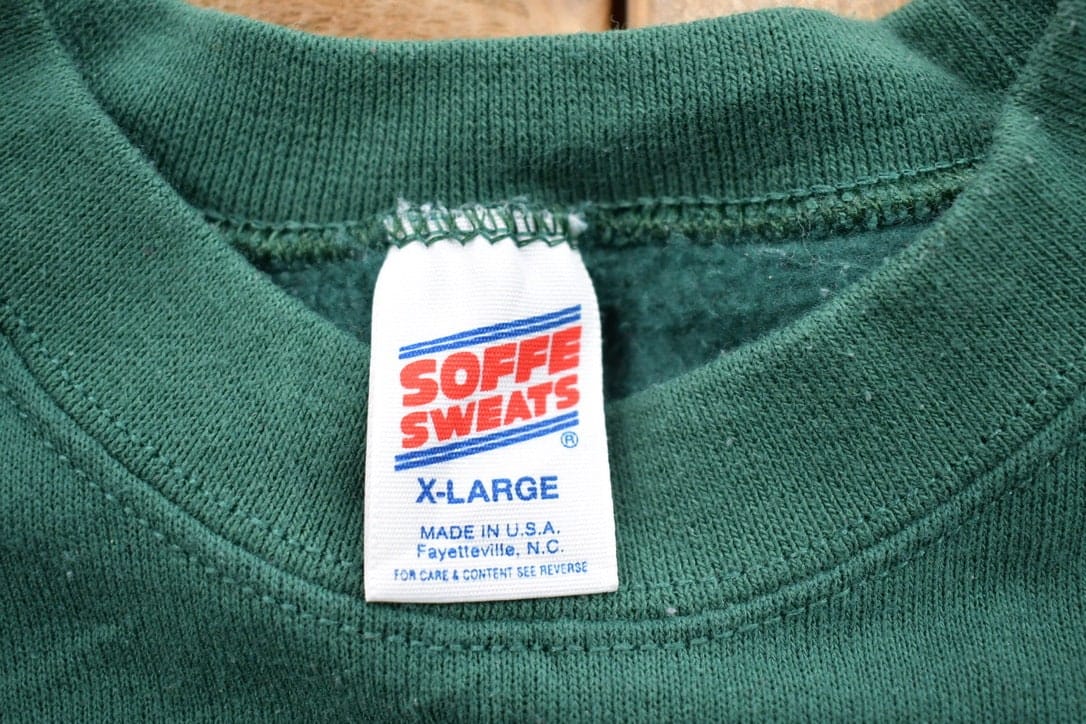 SOFFE
SWEATS
®
X-LARGE
MADE IN U.S.A.
Fayetteville, N.C.
FOR CARE & CONTENT SEE REVERSE